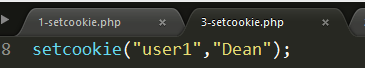 1-setcookie.php × 3-setcookie.php ×
8 setcookie("user1","Dean");